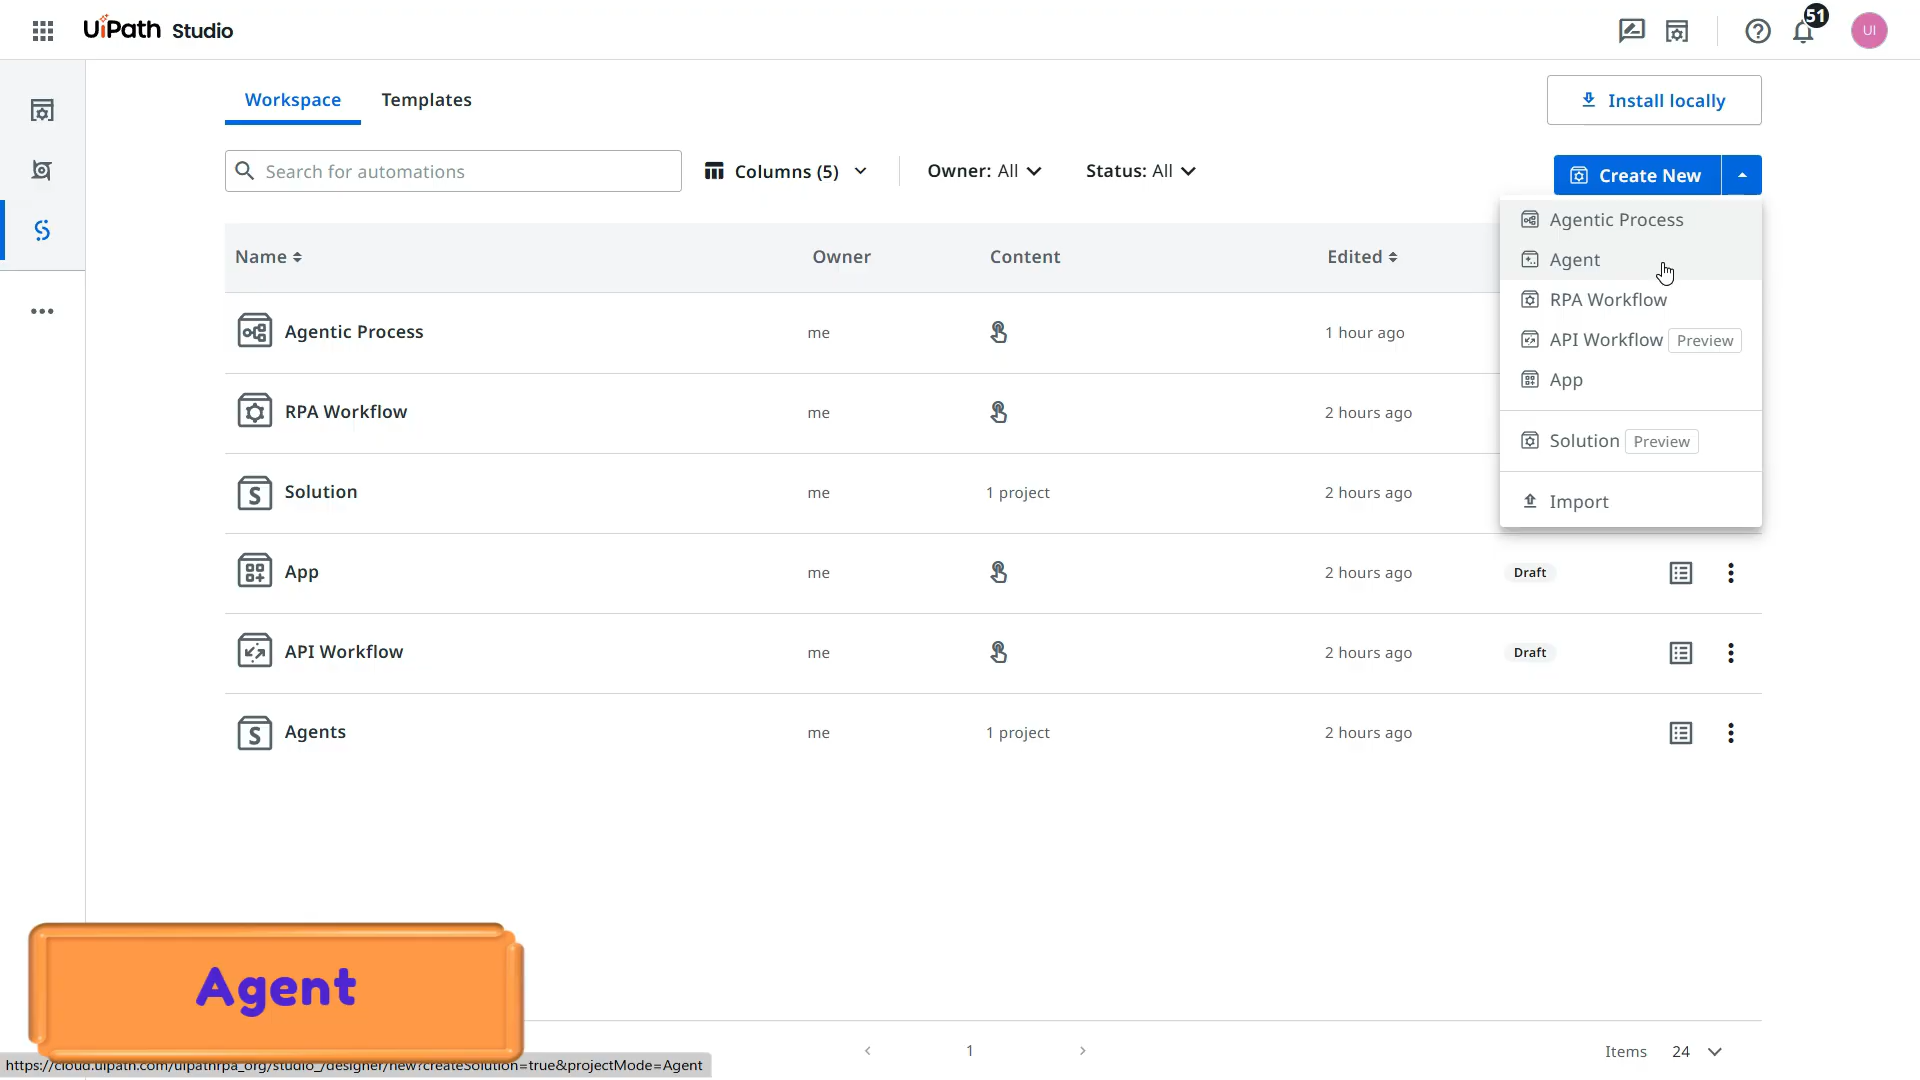 UiPath Studio
51
UI
Workspace
Templates
Install locally
Search for automations
Columns (5)
Owner: All
Status: All
Create New
Agentic Process
Agent
RPA Workflow
API Workflow Preview
App
Solution Preview
Import
Name
Owner
Content
Edited
Agentic Process
me
1 hour ago
RPA Workflow
me
2 hours ago
Solution
me
1 project
2 hours ago
App
me
2 hours ago
Draft
API Workflow
me
2 hours ago
Draft
Agents
me
1 project
2 hours ago
Agent
1
Items 24
https://cloud.uipath.com/uipathrpa_org/studio_/designer/new?createSolution=true&projectMode=Agent